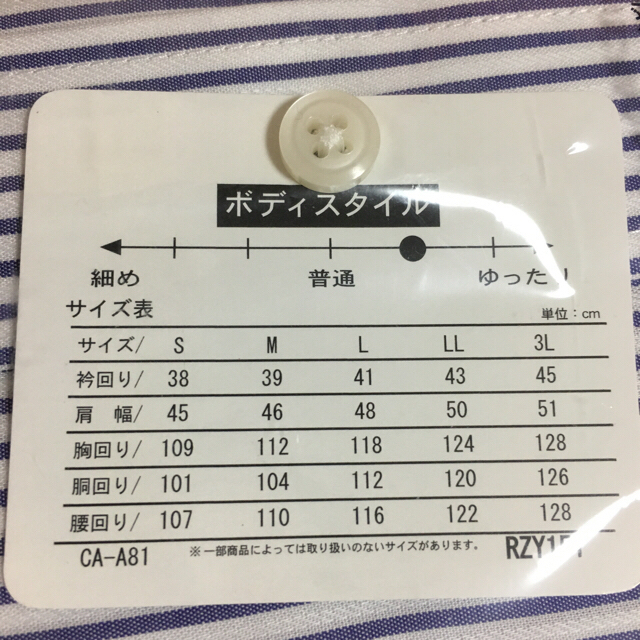 ボディスタイル
細め 普通 ゆったり
サイズ表
単位:cm
サイズ/ S M L LL 3L
衿回り/ 38 39 41 43 45
肩 幅/ 45 46 48 50 51
胸回り/ 109 112 118 124 128
胴回り/ 101 104 112 120 126
腰回り/ 107 110 116 122 128
CA-A81 ※一部商品によっては取り扱いのないサイズがあります。